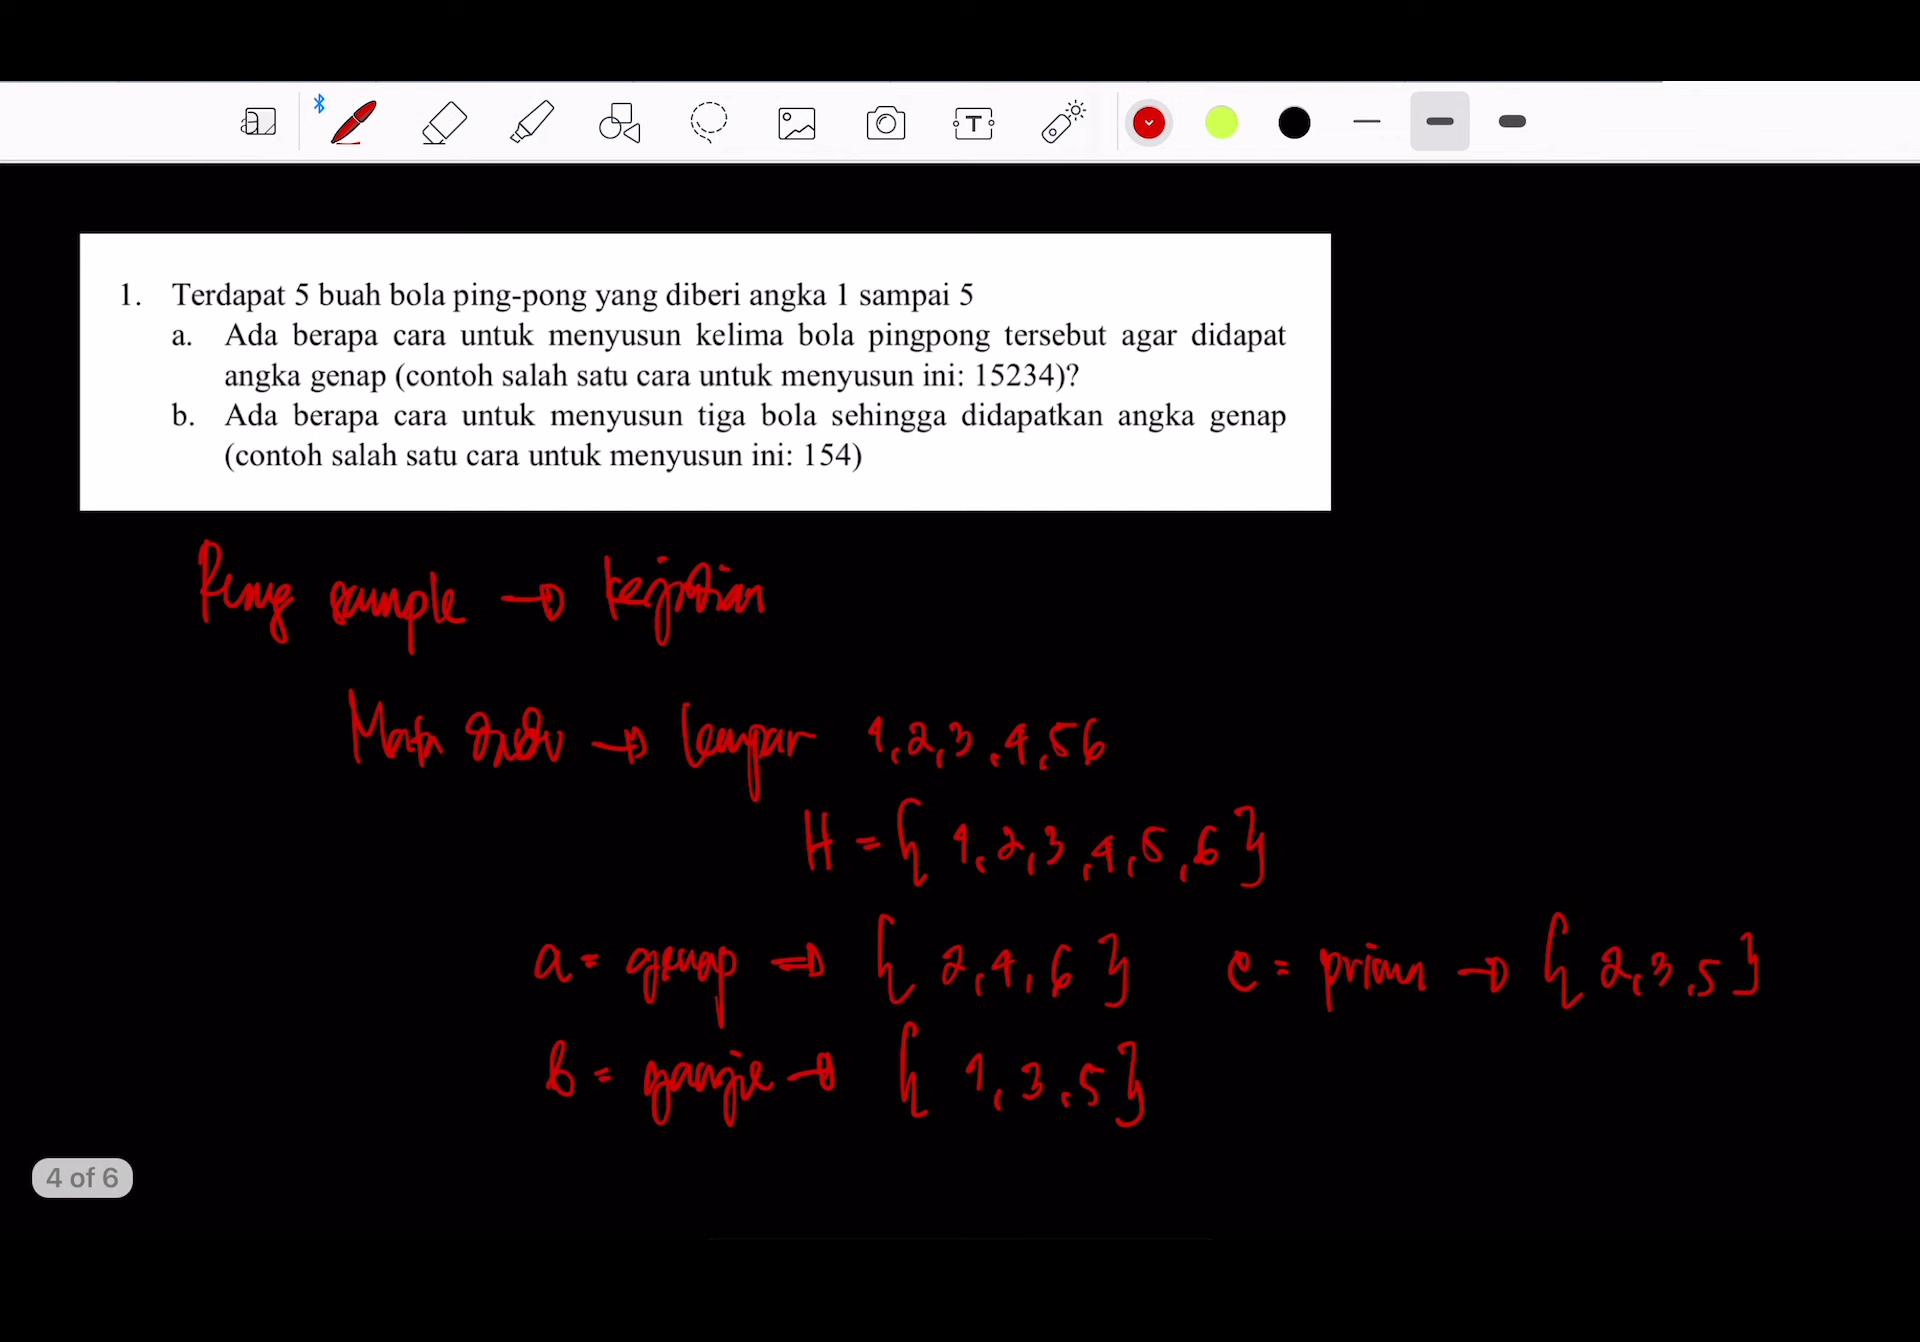 1. Terdapat 5 buah bola ping-pong yang diberi angka 1 sampai 5
a. Ada berapa cara untuk menyusun kelima bola pingpong tersebut agar didapat
angka genap (contoh salah satu cara untuk menyusun ini: 15234)?
b. Ada berapa cara untuk menyusun tiga bola sehingga didapatkan angka genap
(contoh salah satu cara untuk menyusun ini: 154)
sample → kejadian
Mata dadu → lempar 1,2,3,4,56
H = { 1,2,3,4,5,6 }
a = genap ⇒ { 2,4,6 } c = prima → { 2,3,5 }
b = → { 1,3,5 }
4 of 6